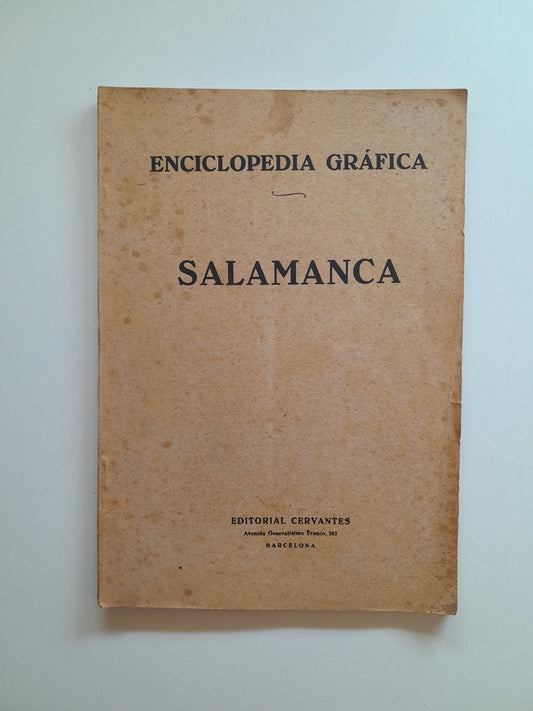 ENCICLOPEDIA GRÁFICA
SALAMANCA
EDITORIAL CERVANTES
Avenida Generalísimo Franco, 382
BARCELONA